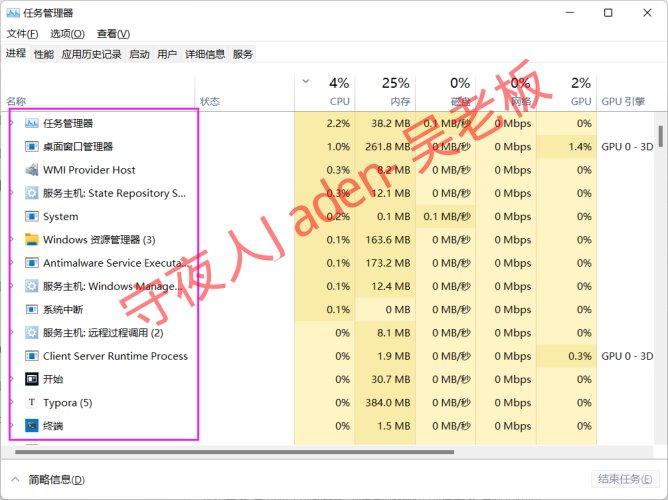 任务管理器
文件(F) 选项(O) 查看(V)
进程 性能 应用历史记录 启动 用户 详细信息 服务
4% 25% 0% 0% 2%
名称 状态 CPU 内存 磁盘 网络 GPU GPU 引擎
任务管理器 2.2% 38.2 MB 0.1 MB/秒 0 Mbps 0%
桌面窗口管理器 1.0% 261.8 MB 0 MB/秒 0 Mbps 1.4% GPU 0 - 3D
WMI Provider Host 0.3% 8.2 MB 0 MB/秒 0 Mbps 0%
服务主机: State Repository S... 0.3% 12.1 MB 0 MB/秒 0 Mbps 0%
System 0.2% 0.1 MB 0.1 MB/秒 0 Mbps 0%
Windows 资源管理器 (3) 0.1% 163.6 MB 0 MB/秒 0 Mbps 0%
Antimalware Service Executa... 0.1% 173.2 MB 0 MB/秒 0 Mbps 0%
服务主机: Windows Manage... 0.1% 12.4 MB 0 MB/秒 0 Mbps 0%
系统中断 0.1% 0 MB 0 MB/秒 0 Mbps 0%
服务主机: 远程过程调用 (2) 0% 8.1 MB 0 MB/秒 0 Mbps 0%
Client Server Runtime Process 0% 1.9 MB 0 MB/秒 0 Mbps 0.3% GPU 0 - 3D
开始 0% 30.7 MB 0 MB/秒 0 Mbps 0%
Typora (5) 0% 384.0 MB 0 MB/秒 0 Mbps 0%
终端 0% 1.5 MB 0 MB/秒 0 Mbps 0%
简略信息(D) 结束任务(E)
守夜人Jaden-吴老板